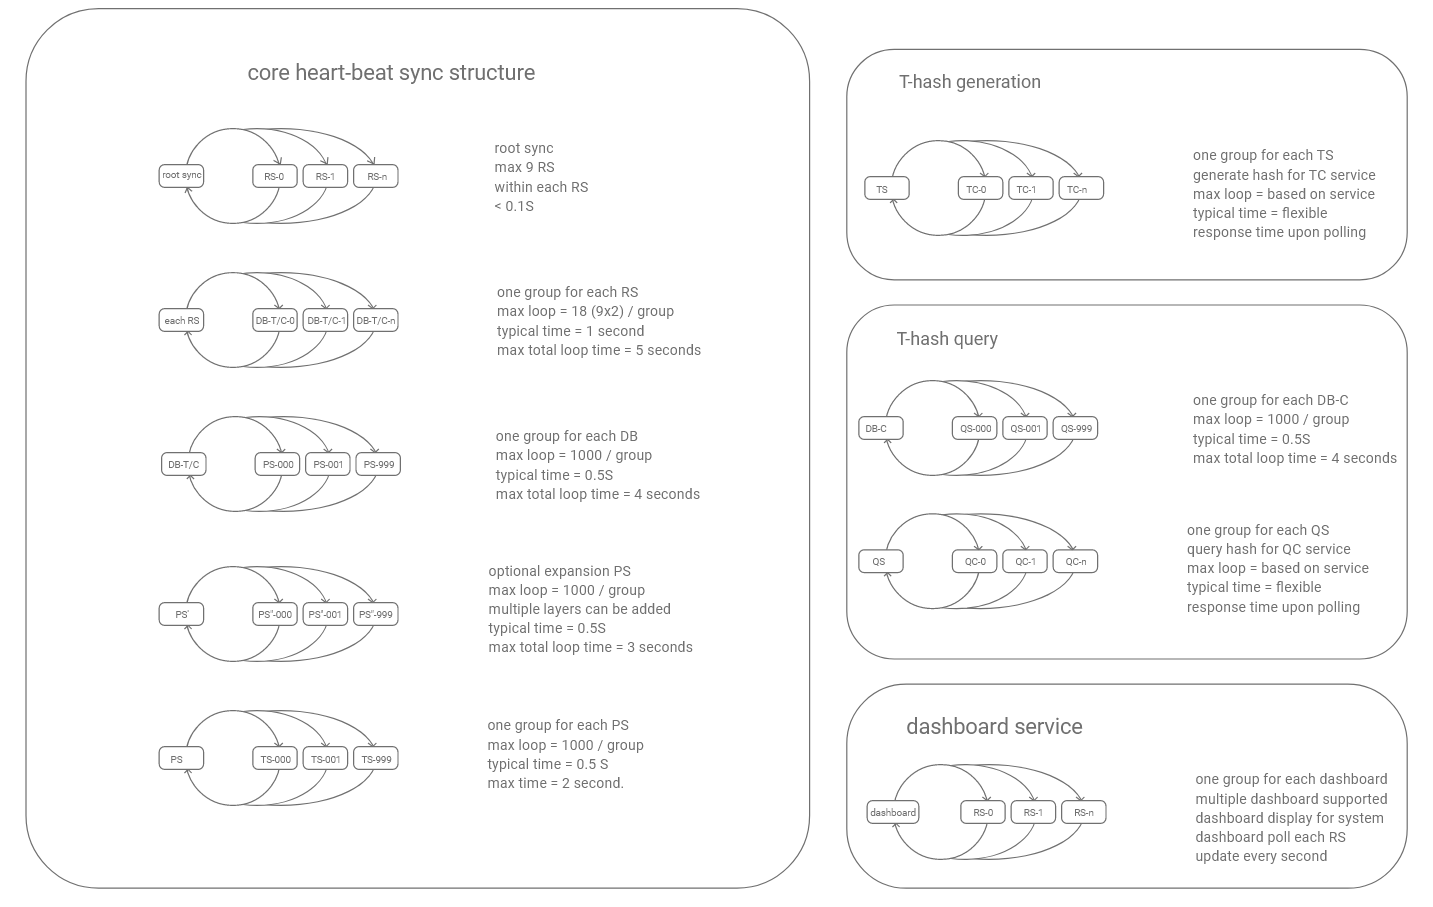 core heart-beat sync structure
root sync
RS-0
RS-1
RS-n
root sync
max 9 RS
within each RS
< 0.1S
each RS
DB-T/C-0
DB-T/C-1
DB-T/C-n
one group for each RS
max loop = 18 (9x2) / group
typical time = 1 second
max total loop time = 5 seconds
DB-T/C
PS-000
PS-001
PS-999
one group for each DB
max loop = 1000 / group
typical time = 0.5S
max total loop time = 4 seconds
PS'
PS"-000
PS"-001
PS"-999
optional expansion PS
max loop = 1000 / group
multiple layers can be added
typical time = 0.5S
max total loop time = 3 seconds
PS
TS-000
TS-001
TS-999
one group for each PS
max loop = 1000 / group
typical time = 0.5 S
max time = 2 second.
T-hash generation
TS
TC-0
TC-1
TC-n
one group for each TS
generate hash for TC service
max loop = based on service
typical time = flexible
response time upon polling
T-hash query
DB-C
QS-000
QS-001
QS-999
one group for each DB-C
max loop = 1000 / group
typical time = 0.5S
max total loop time = 4 seconds
QS
QC-0
QC-1
QC-n
one group for each QS
query hash for QC service
max loop = based on service
typical time = flexible
response time upon polling
dashboard service
dashboard
RS-0
RS-1
RS-n
one group for each dashboard
multiple dashboard supported
dashboard display for system
dashboard poll each RS
update every second